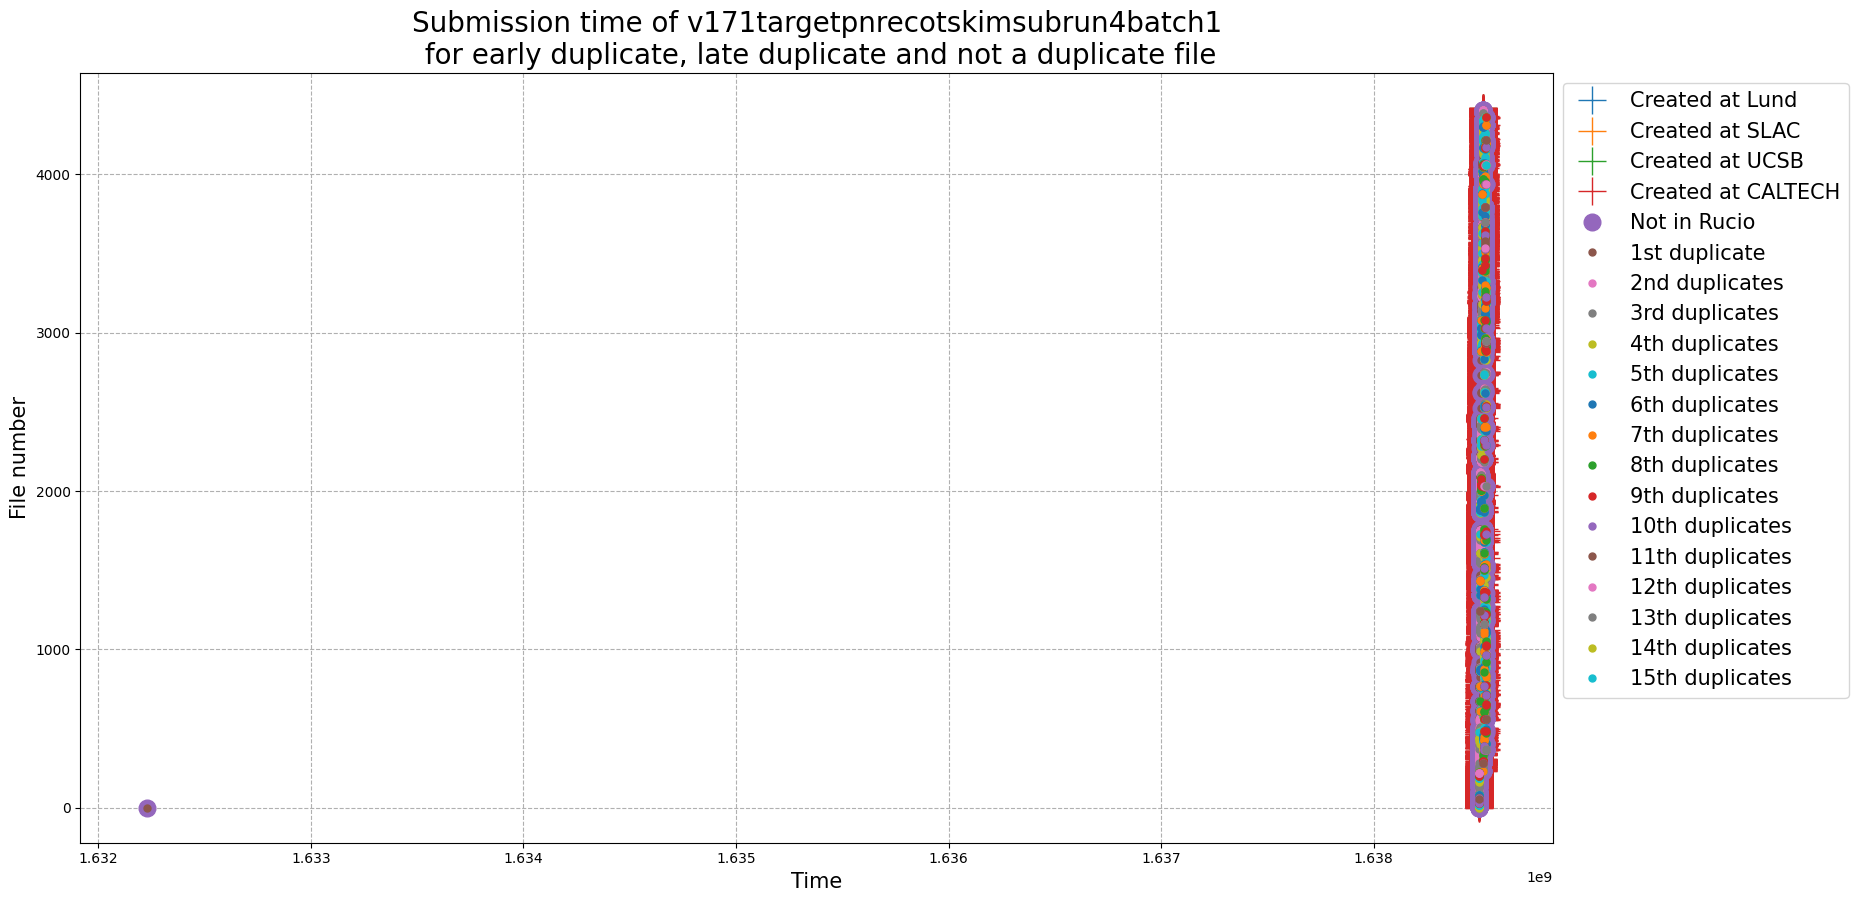 Submission time of v171targetpnrecotskimsubrun4batch1
for early duplicate, late duplicate and not a duplicate file
File number
4000
3000
2000
1000
0
1.632
1.633
1.634
1.635
1.636
1.637
1.638
1e9
Time
Created at Lund
Created at SLAC
Created at UCSB
Created at CALTECH
Not in Rucio
1st duplicate
2nd duplicates
3rd duplicates
4th duplicates
5th duplicates
6th duplicates
7th duplicates
8th duplicates
9th duplicates
10th duplicates
11th duplicates
12th duplicates
13th duplicates
14th duplicates
15th duplicates